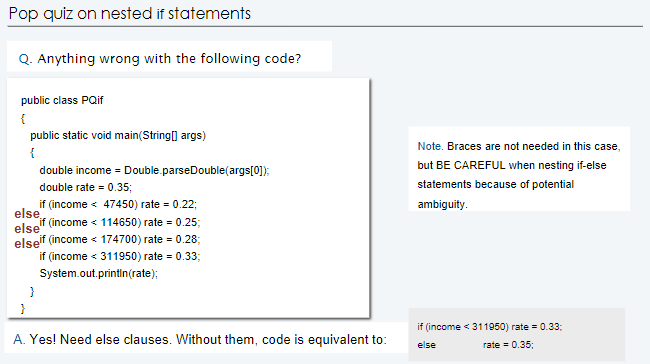 Pop quiz on nested if statements
Q. Anything wrong with the following code?
public class PQif
{
public static void main(String[] args)
{
double income = Double.parseDouble(args[0]);
double rate = 0.35;
if (income < 47450) rate = 0.22;
else if (income < 114650) rate = 0.25;
else if (income < 174700) rate = 0.28;
else if (income < 311950) rate = 0.33;
System.out.println(rate);
}
}
Note. Braces are not needed in this case,
but BE CAREFUL when nesting if-else
statements because of potential
ambiguity.
A. Yes! Need else clauses. Without them, code is equivalent to:
if (income < 311950) rate = 0.33;
else rate = 0.35;